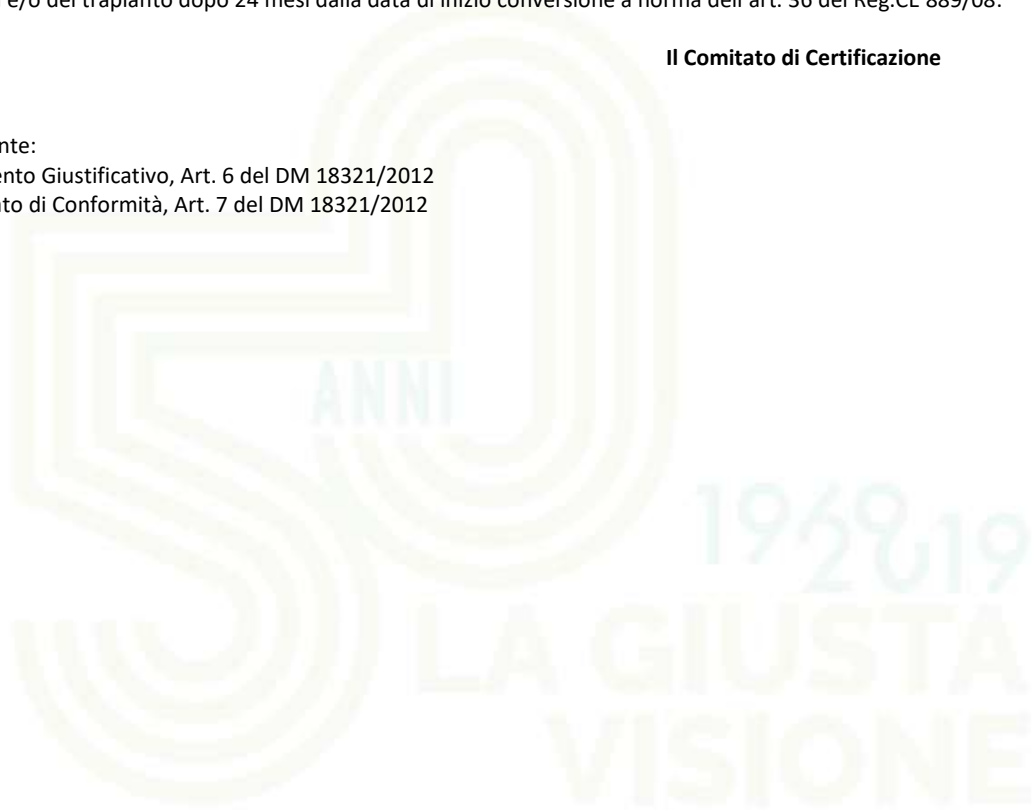 e/o del trapianto dopo 24 mesi dalla data di inizio conversione a norma dell'art. 36 del Reg.CE 889/08.
Il Comitato di Certificazione
nte:
ento Giustificativo, Art. 6 del DM 18321/2012
to di Conformità, Art. 7 del DM 18321/2012
50
ANNI
1969
2019
LA GIUSTA
VISIONE